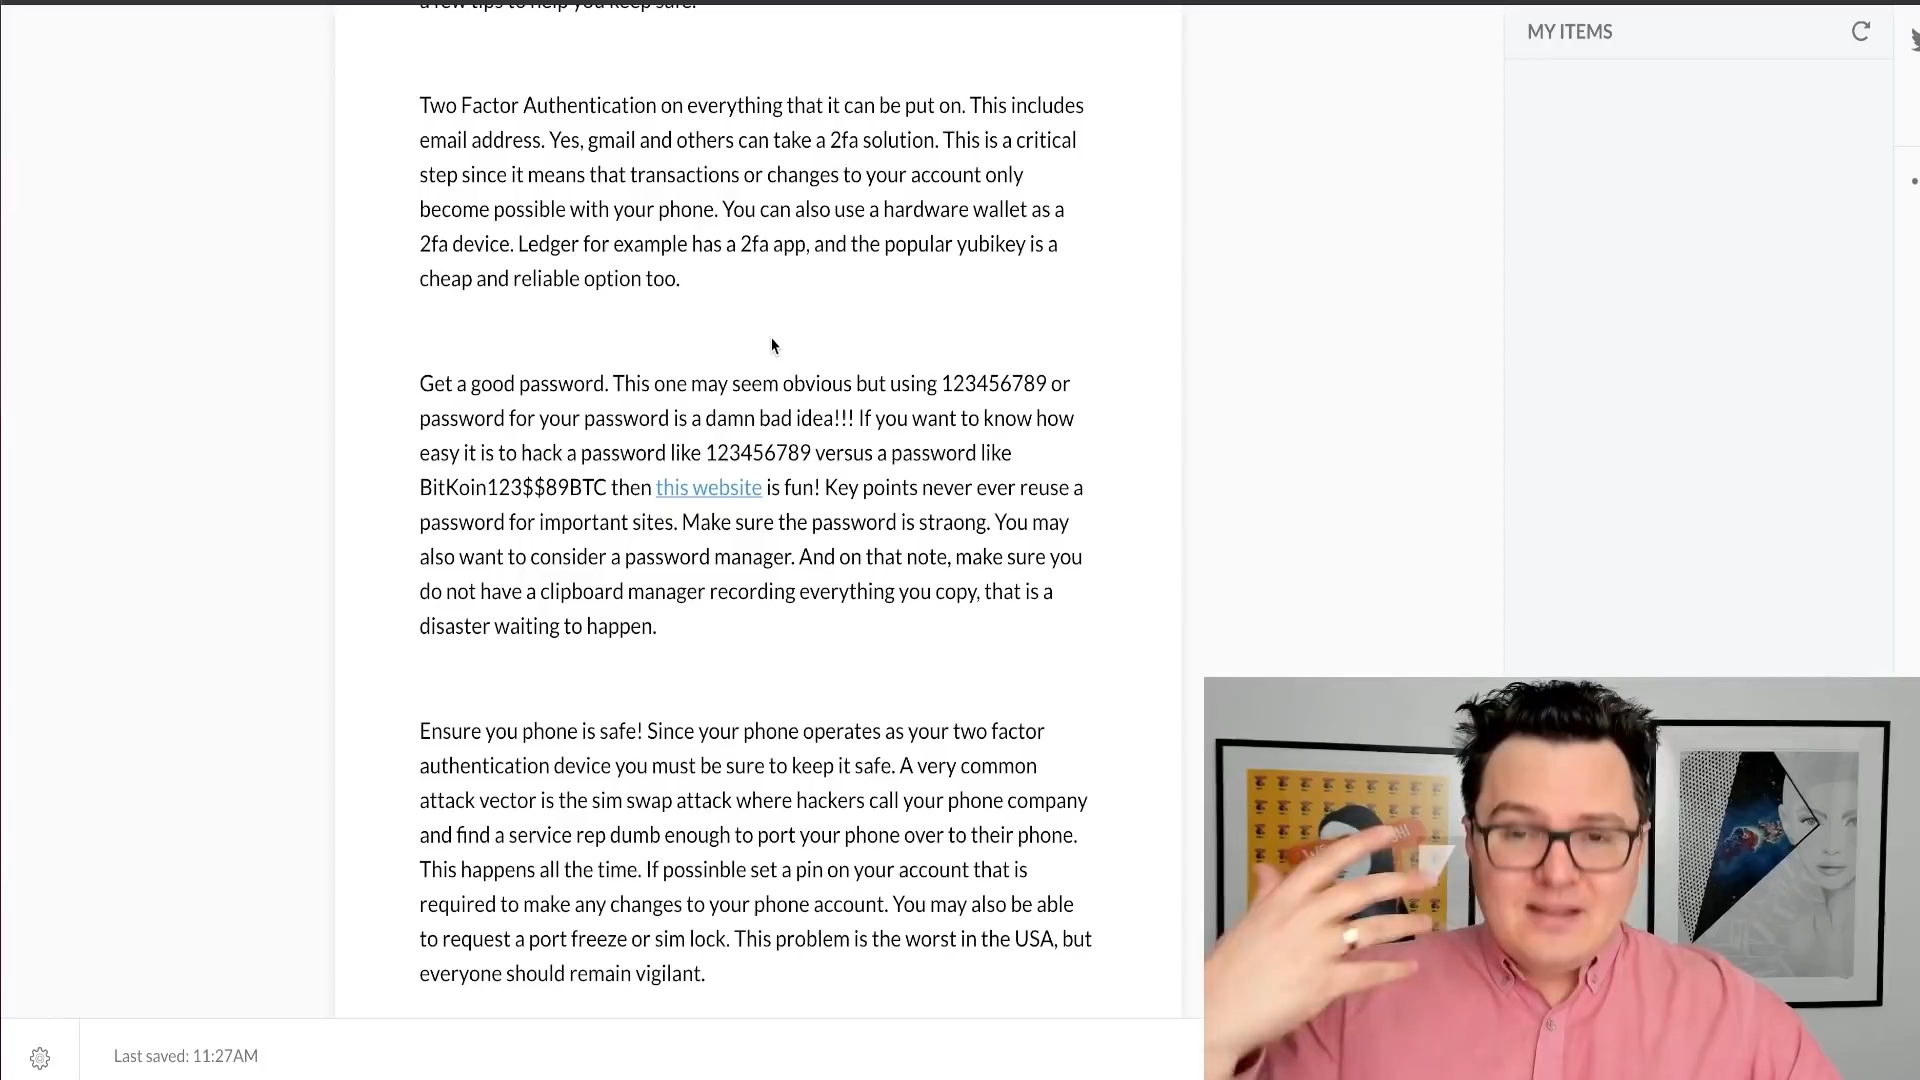 a few tips to help you keep safe.
MY ITEMS
Two Factor Authentication on everything that it can be put on. This includes
email address. Yes, gmail and others can take a 2fa solution. This is a critical
step since it means that transactions or changes to your account only
become possible with your phone. You can also use a hardware wallet as a
2fa device. Ledger for example has a 2fa app, and the popular yubikey is a
cheap and reliable option too.
Get a good password. This one may seem obvious but using 123456789 or
password for your password is a damn bad idea!!! If you want to know how
easy it is to hack a password like 123456789 versus a password like
BitKoin123$$89BTC then this website is fun! Key points never ever reuse a
password for important sites. Make sure the password is straong. You may
also want to consider a password manager. And on that note, make sure you
do not have a clipboard manager recording everything you copy, that is a
disaster waiting to happen.
Ensure you phone is safe! Since your phone operates as your two factor
authentication device you must be sure to keep it safe. A very common
attack vector is the sim swap attack where hackers call your phone company
and find a service rep dumb enough to port your phone over to their phone.
This happens all the time. If possinble set a pin on your account that is
required to make any changes to your phone account. You may also be able
to request a port freeze or sim lock. This problem is the worst in the USA, but
everyone should remain vigilant.
Last saved: 11:27AM